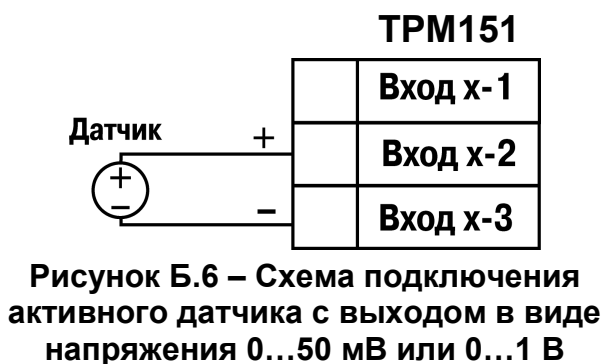 ТРМ151
Вход x-1
Датчик
+
Вход x-2
+
–
–
Вход x-3
Рисунок Б.6 – Схема подключения
активного датчика с выходом в виде
напряжения 0...50 мВ или 0...1 В